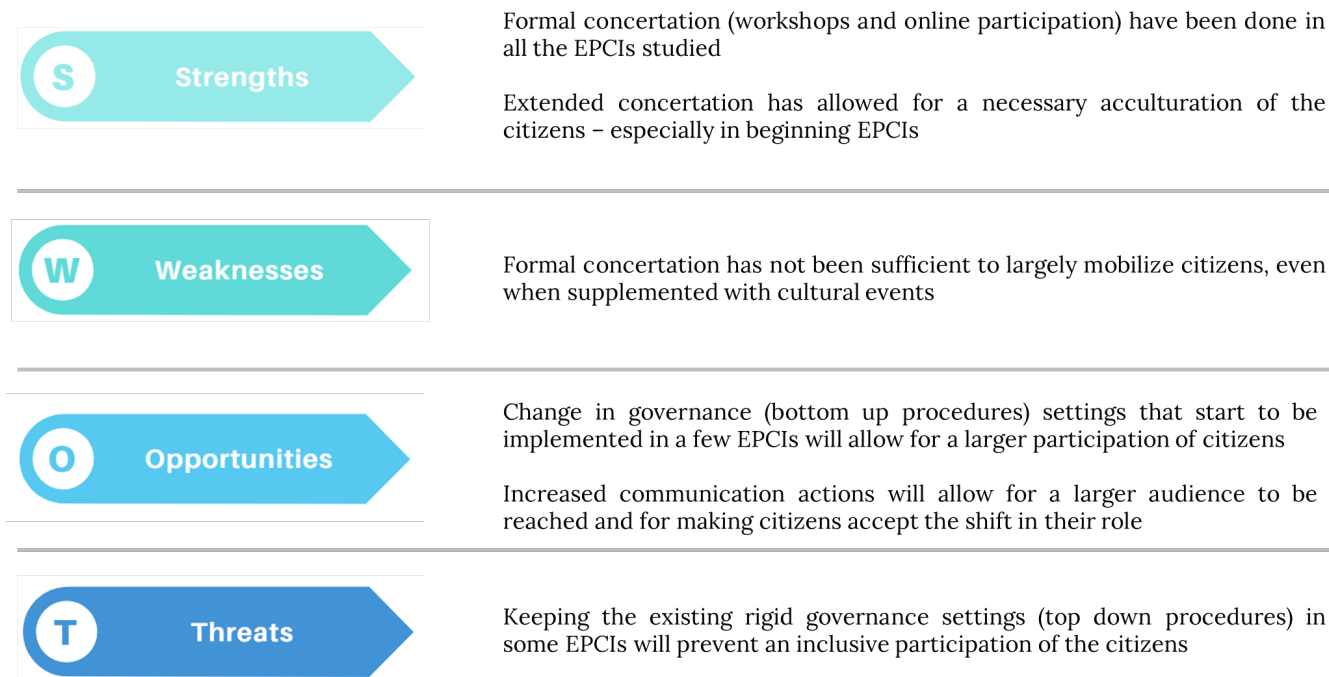 S
Strengths
Formal concertation (workshops and online participation) have been done in
all the EPCIs studied
Extended concertation has allowed for a necessary acculturation of the
citizens – especially in beginning EPCIs
W
Weaknesses
Formal concertation has not been sufficient to largely mobilize citizens, even
when supplemented with cultural events
O
Opportunities
Change in governance (bottom up procedures) settings that start to be
implemented in a few EPCIs will allow for a larger participation of citizens
Increased communication actions will allow for a larger audience to be
reached and for making citizens accept the shift in their role
T
Threats
Keeping the existing rigid governance settings (top down procedures) in
some EPCIs will prevent an inclusive participation of the citizens